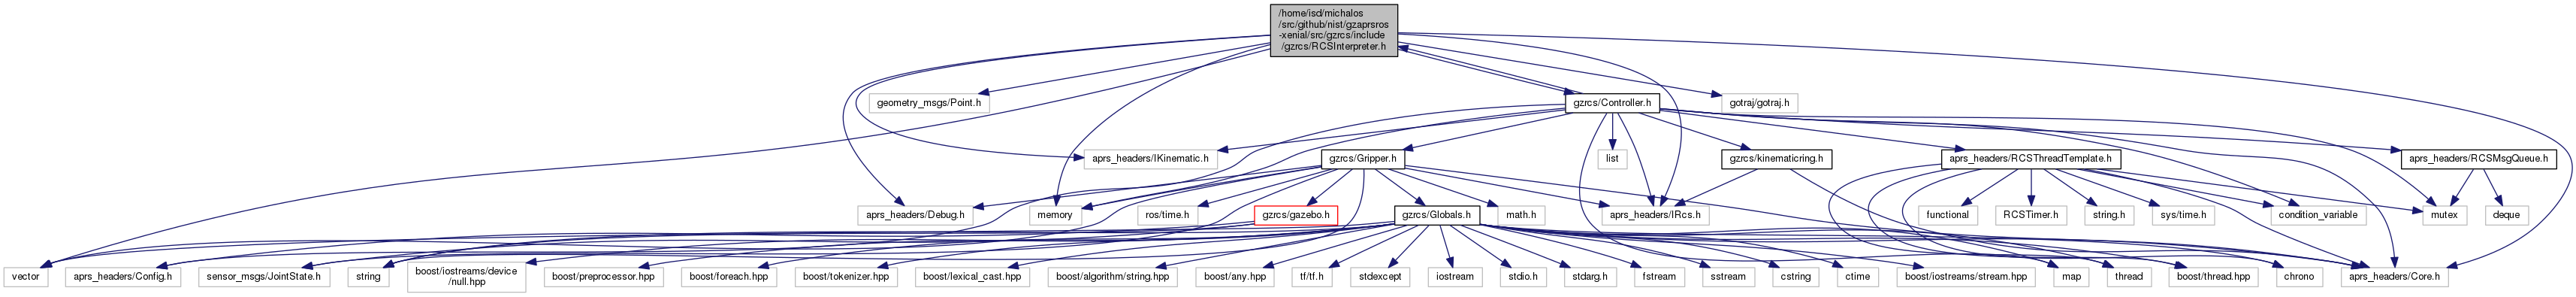 /home/isd/michalos
/src/github/nist/gzaprsros
-xenial/src/gzrcs/include
/gzrcs/RCSInterpreter.h
geometry_msgs/Point.h
gzrcs/Controller.h
gotraj/gotraj.h
aprs_headers/IKinematic.h
gzrcs/Gripper.h
list
gzrcs/kinematicring.h
aprs_headers/RCSThreadTemplate.h
aprs_headers/RCSMsgQueue.h
aprs_headers/Debug.h
memory
ros/time.h
gzrcs/gazebo.h
gzrcs/Globals.h
math.h
aprs_headers/IRcs.h
functional
RCSTimer.h
string.h
sys/time.h
condition_variable
mutex
deque
vector
aprs_headers/Config.h
sensor_msgs/JointState.h
string
boost/iostreams/device
/null.hpp
boost/preprocessor.hpp
boost/foreach.hpp
boost/tokenizer.hpp
boost/lexical_cast.hpp
boost/algorithm/string.hpp
boost/any.hpp
tf/tf.h
stdexcept
iostream
stdio.h
stdarg.h
fstream
sstream
cstring
ctime
boost/iostreams/stream.hpp
map
thread
boost/thread.hpp
chrono
aprs_headers/Core.h